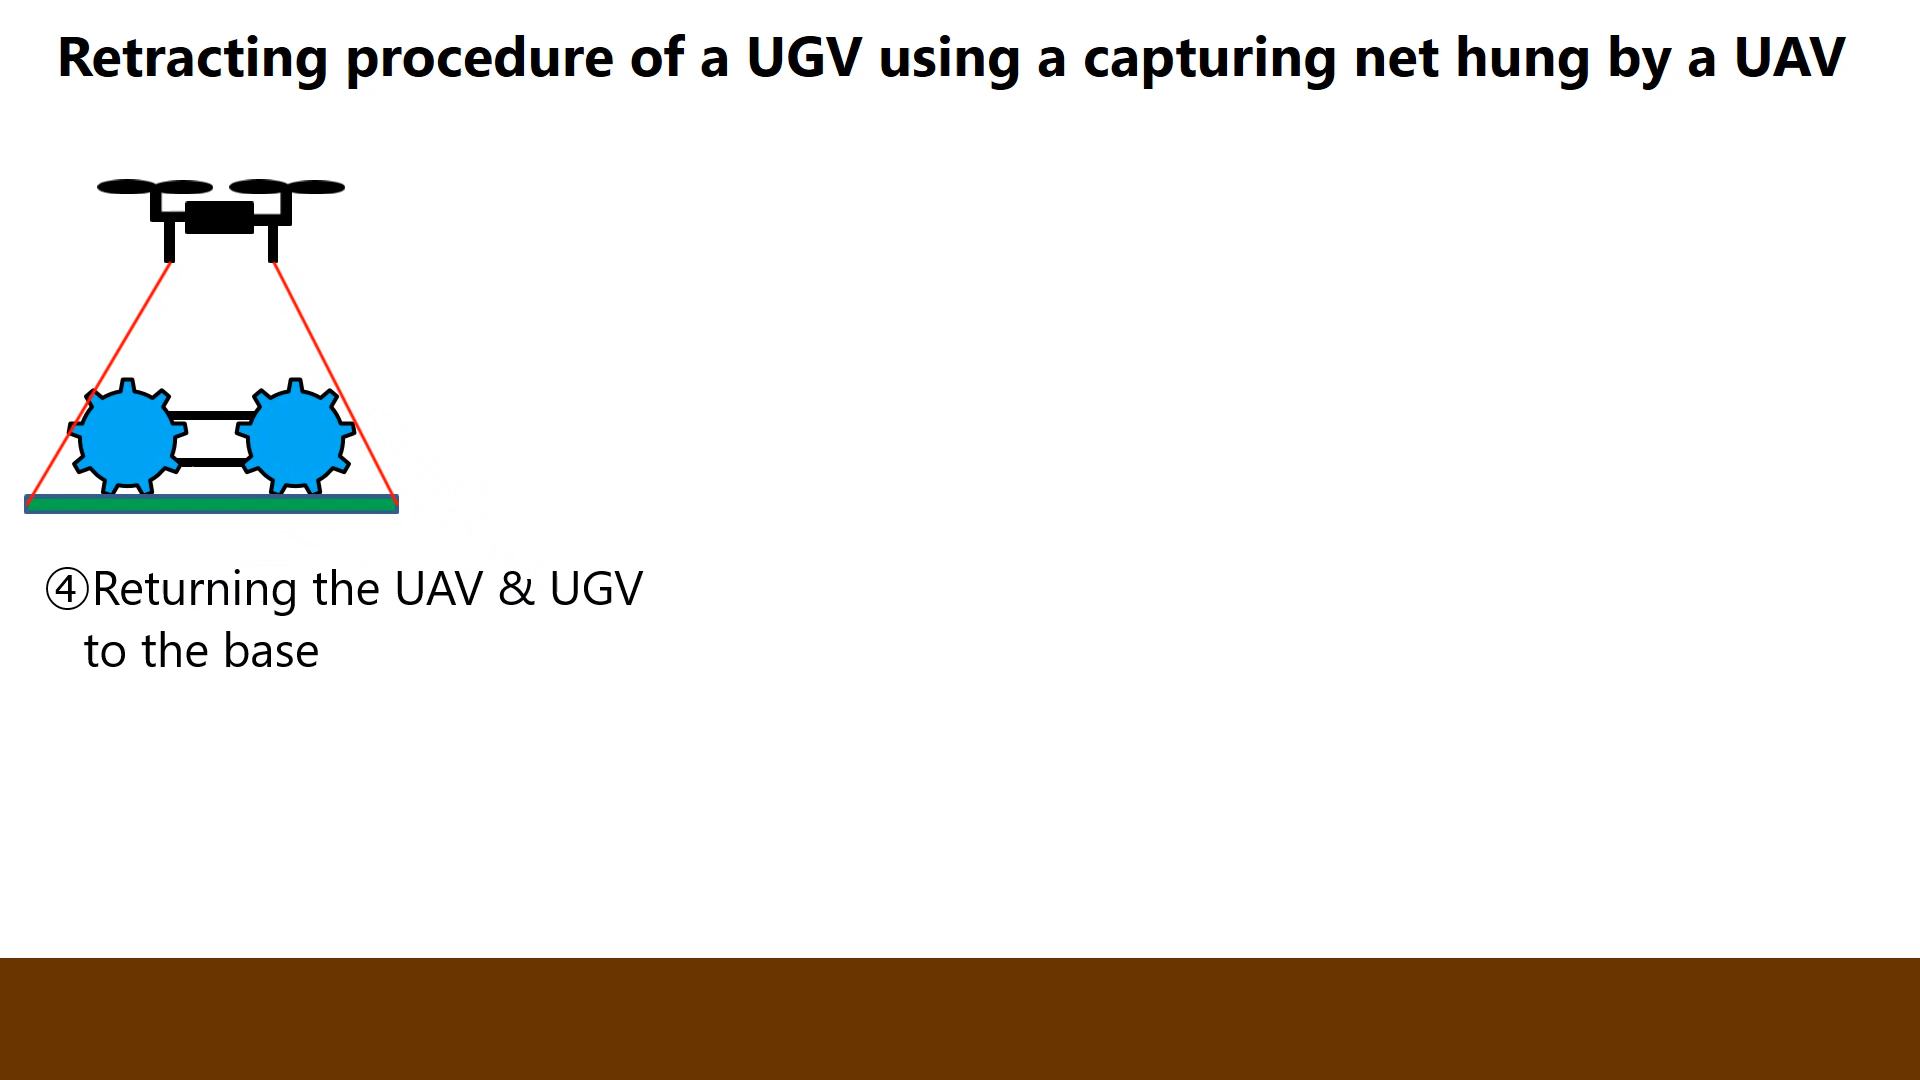 Retracting procedure of a UGV using a capturing net hung by a UAV
④Returning the UAV & UGV
to the base